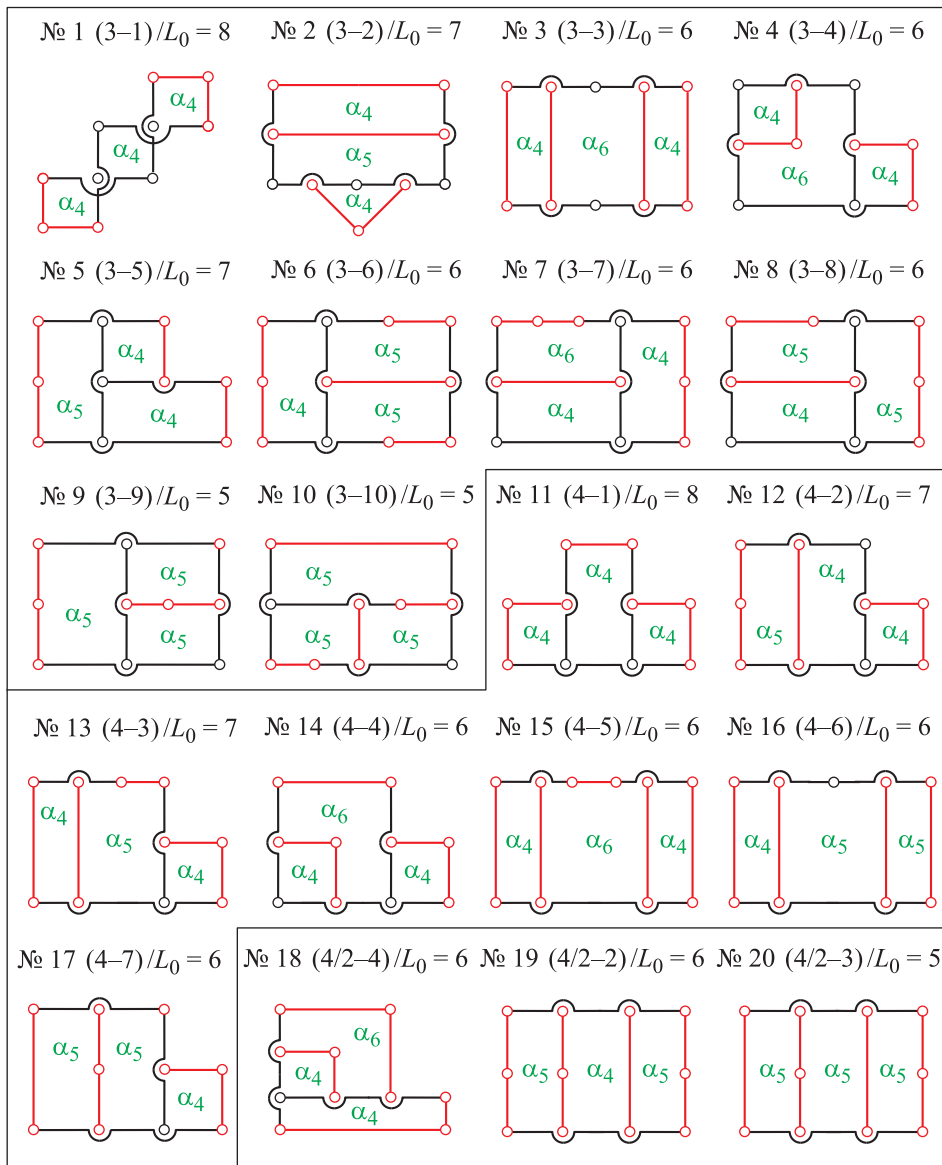 № 1 (3–1)/L₀ = 8 № 2 (3–2)/L₀ = 7 № 3 (3–3)/L₀ = 6 № 4 (3–4)/L₀ = 6
α₄ α₄ α₄
α₄ α₅ α₄
α₄ α₆ α₄
α₄ α₆ α₄
№ 5 (3–5)/L₀ = 7 № 6 (3–6)/L₀ = 6 № 7 (3–7)/L₀ = 6 № 8 (3–8)/L₀ = 6
α₄ α₅ α₄
α₅ α₄ α₅
α₆ α₄ α₄
α₅ α₄ α₅
№ 9 (3–9)/L₀ = 5 № 10 (3–10)/L₀ = 5 № 11 (4–1)/L₀ = 8 № 12 (4–2)/L₀ = 7
α₅ α₅ α₅
α₅ α₅ α₅
α₄ α₄ α₄
α₄ α₅ α₄
№ 13 (4–3)/L₀ = 7 № 14 (4–4)/L₀ = 6 № 15 (4–5)/L₀ = 6 № 16 (4–6)/L₀ = 6
α₄ α₅ α₄
α₆ α₄ α₄
α₄ α₆ α₄
α₄ α₅ α₅
№ 17 (4–7)/L₀ = 6 № 18 (4/2–4)/L₀ = 6 № 19 (4/2–2)/L₀ = 6 № 20 (4/2–3)/L₀ = 5
α₅ α₅ α₄
α₆ α₄ α₄
α₅ α₄ α₅
α₅ α₅ α₅